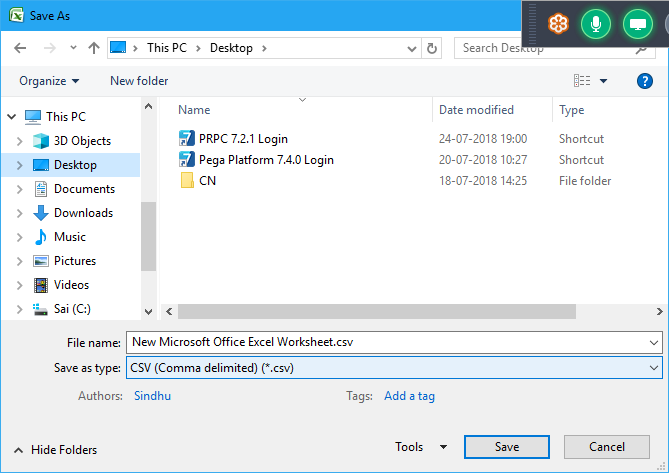 Save As
This PC > Desktop >
Search Desktop
Organize
New folder
?
This PC
3D Objects
Desktop
Documents
Downloads
Music
Pictures
Videos
Sai (C:)
Name Date modified Type
PRPC 7.2.1 Login 24-07-2018 19:00 Shortcut
Pega Platform 7.4.0 Login 20-07-2018 10:27 Shortcut
CN 18-07-2018 14:25 File folder
File name: New Microsoft Office Excel Worksheet.csv
Save as type: CSV (Comma delimited) (*.csv)
Authors: Sindhu Tags: Add a tag
Hide Folders
Tools
Save
Cancel